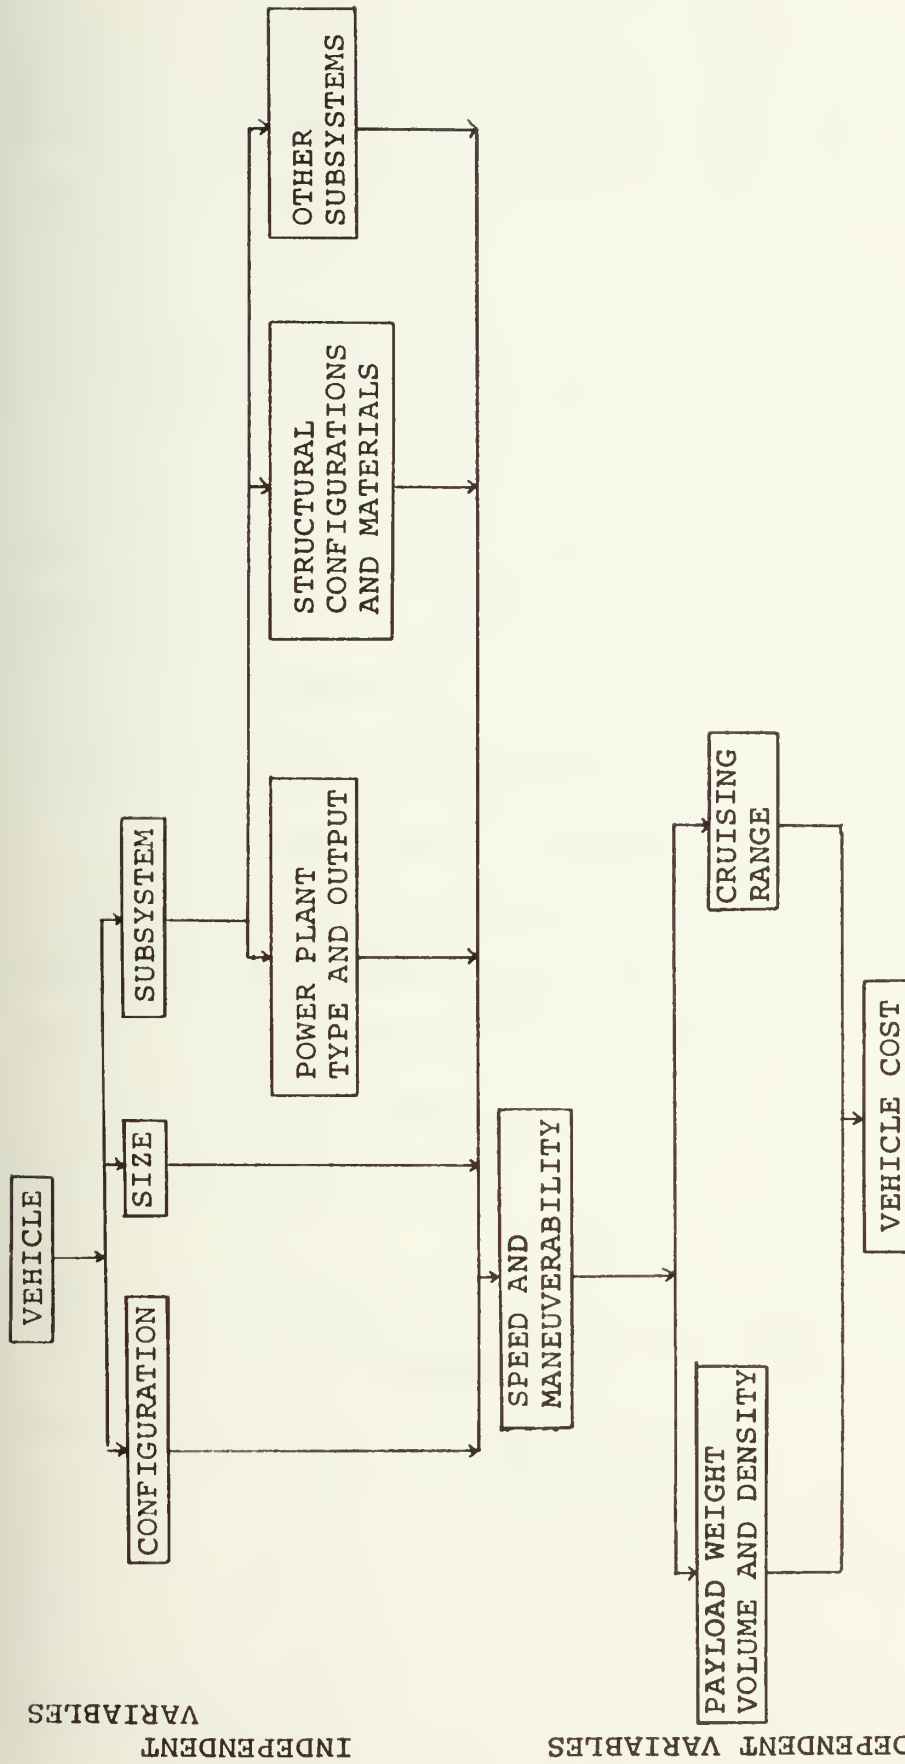 VEHICLE
CONFIGURATION
SIZE
SUBSYSTEM
POWER PLANT
TYPE AND OUTPUT
STRUCTURAL
CONFIGURATIONS
AND MATERIALS
OTHER
SUBSYSTEMS
INDEPENDENT
VARIABLES
SPEED AND
MANEUVERABILITY
PAYLOAD WEIGHT
VOLUME AND DENSITY
CRUISING
RANGE
VEHICLE COST
DEPENDENT VARIABLES